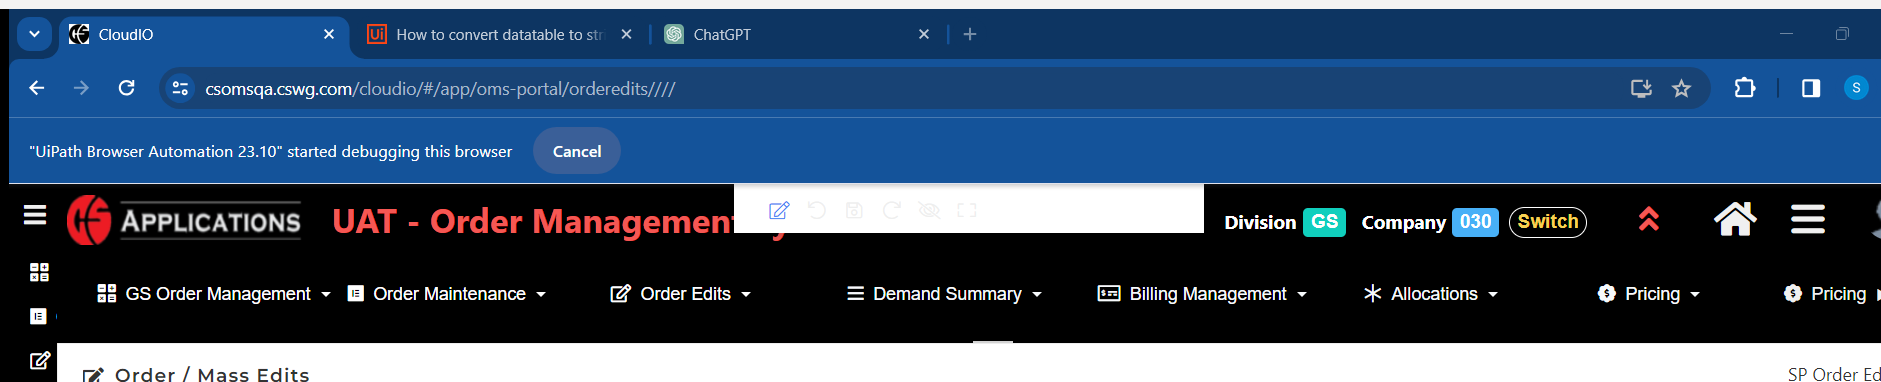 CloudIO
How to convert datatable to str
ChatGPT
csomsqa.cswg.com/cloudio/#/app/oms-portal/orderedits////
S
"UiPath Browser Automation 23.10" started debugging this browser
Cancel
APPLICATIONS
UAT - Order Management
Division GS Company 030 Switch
GS Order Management
Order Maintenance
Order Edits
Demand Summary
Billing Management
Allocations
Pricing
Pricing
Order / Mass Edits
SP Order Ed